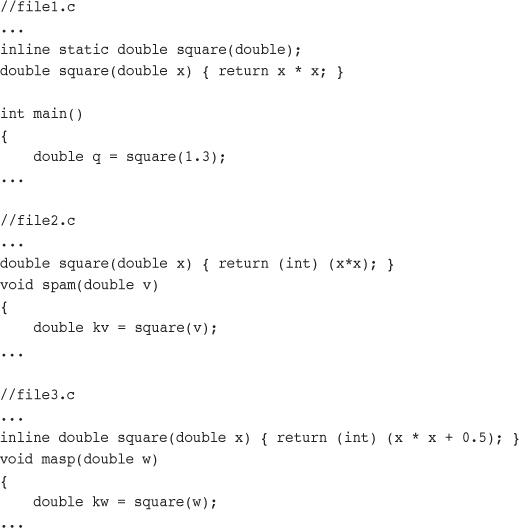 //file1.c
...
inline static double square(double);
double square(double x) { return x * x; }
int main()
{
    double q = square(1.3);
...
//file2.c
...
double square(double x) { return (int) (x*x); }
void spam(double v)
{
    double kv = square(v);
...
//file3.c
...
inline double square(double x) { return (int) (x * x + 0.5); }
void masp(double w)
{
    double kw = square(w);
...